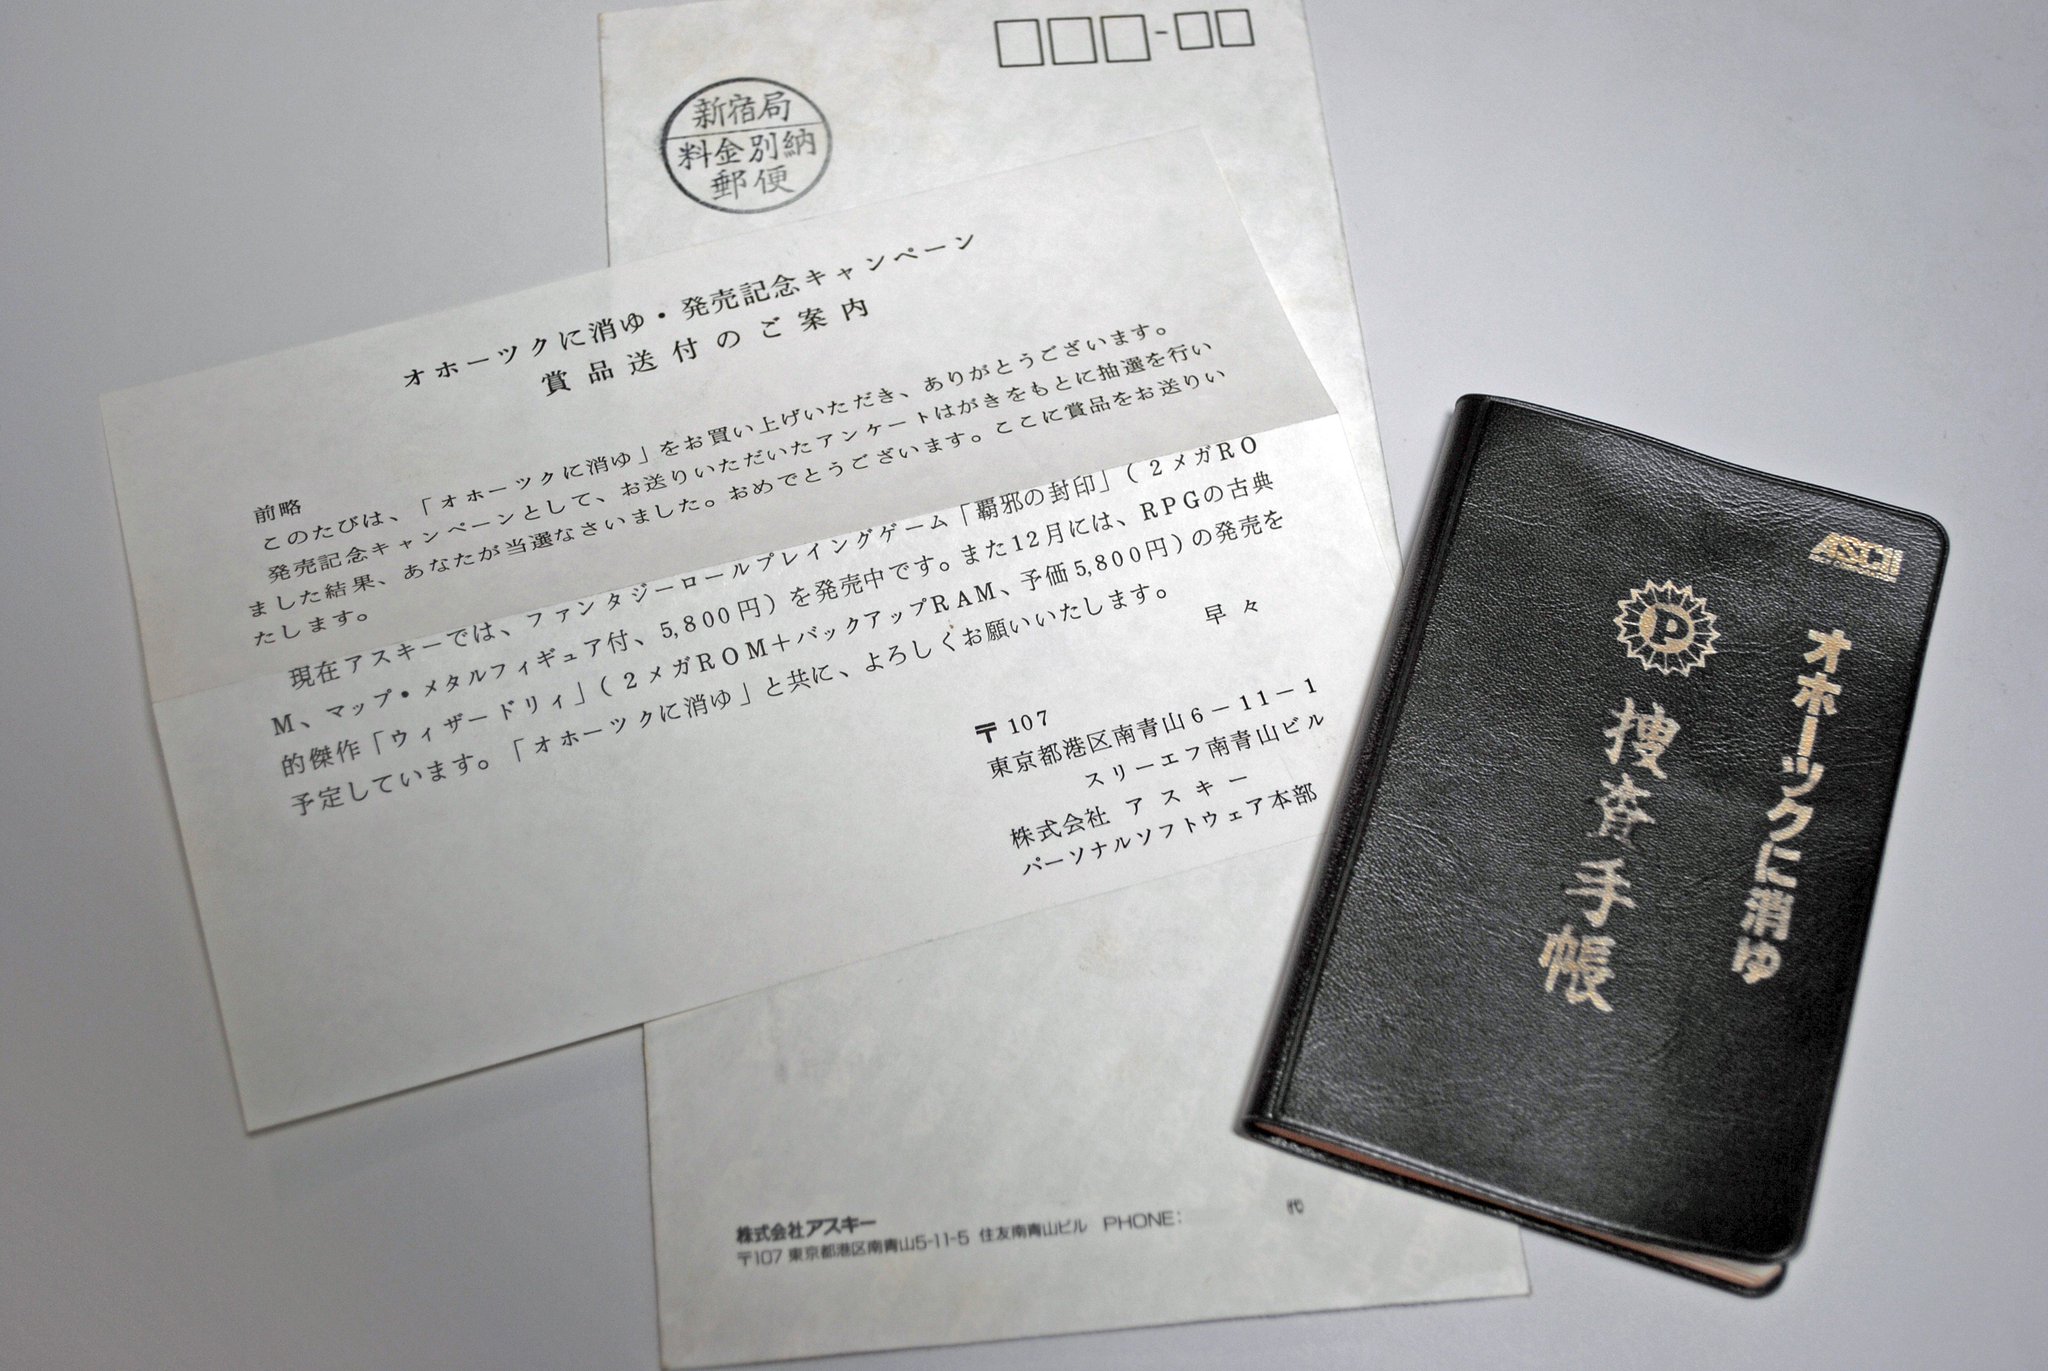 新宿局
料金別納
郵便
オホーツクに消ゆ・発売記念キャンペーン
賞品送付のご案内
前略
このたびは、「オホーツクに消ゆ」をお買い上げいただき、ありがとうございます。
発売記念キャンペーンとして、お送りいただいたアンケートはがきをもとに抽選を行い
ました結果、あなたが当選なさいました。おめでとうございます。ここに賞品をお送りい
たします。
現在アスキーでは、ファンタジーロールプレイングゲーム「覇邪の封印」(2メガRO
M、マップ・メタルフィギュア付、5,800円)を発売中です。また12月には、RPGの古典
的傑作「ウィザードリィ」(2メガROM+バックアップRAM、予価5,800円)の発売を
予定しています。「オホーツクに消ゆ」と共に、よろしくお願いいたします。
早々
〒107
東京都港区南青山6-11-1
スリーエフ南青山ビル
株式会社アスキー
パーソナルソフトウェア本部
株式会社アスキー
〒107 東京都港区南青山5-11-5 住友南青山ビル PHONE: 代
ASCII
P
オホーツクに消ゆ
捜査手帳